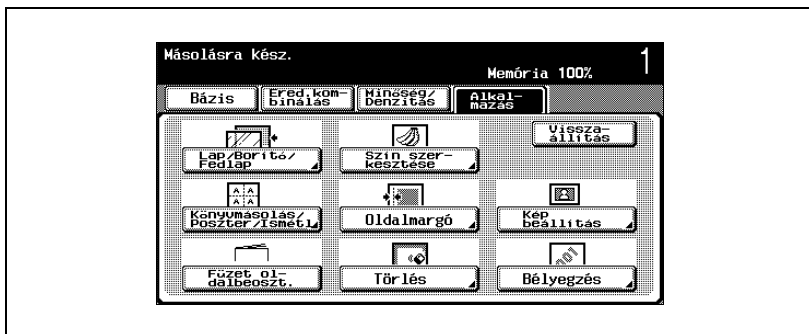 Másolásra kész.
1
Memória 100%
Bázis
Ered.kom-
binálás
Minőség/
Denzitás
Alkal-
mazás
Vissza-
állítás
Lap/Borító/
Fedlap
Szín szer-
kesztése
Könyvmásolás/
Poszter/Ismétl.
Oldalmargó
Kép
beállítás
Füzet ol-
dalbeoszt.
Törlés
Bélyegzés